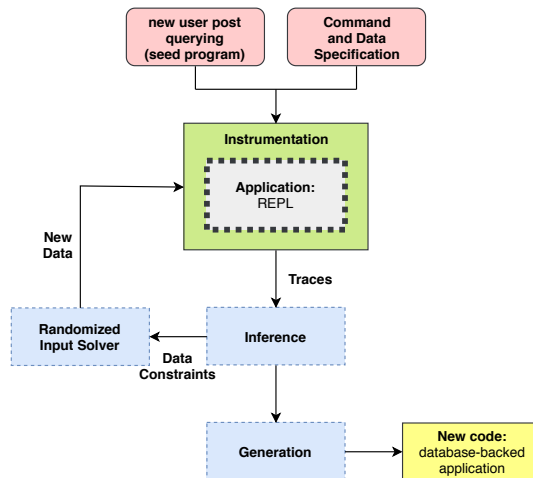 new user post
querying
(seed program)
Command
and Data
Specification
Instrumentation
Application:
REPL
New
Data
Traces
Randomized
Input Solver
Data
Constraints
Inference
Generation
New code:
database-backed
application